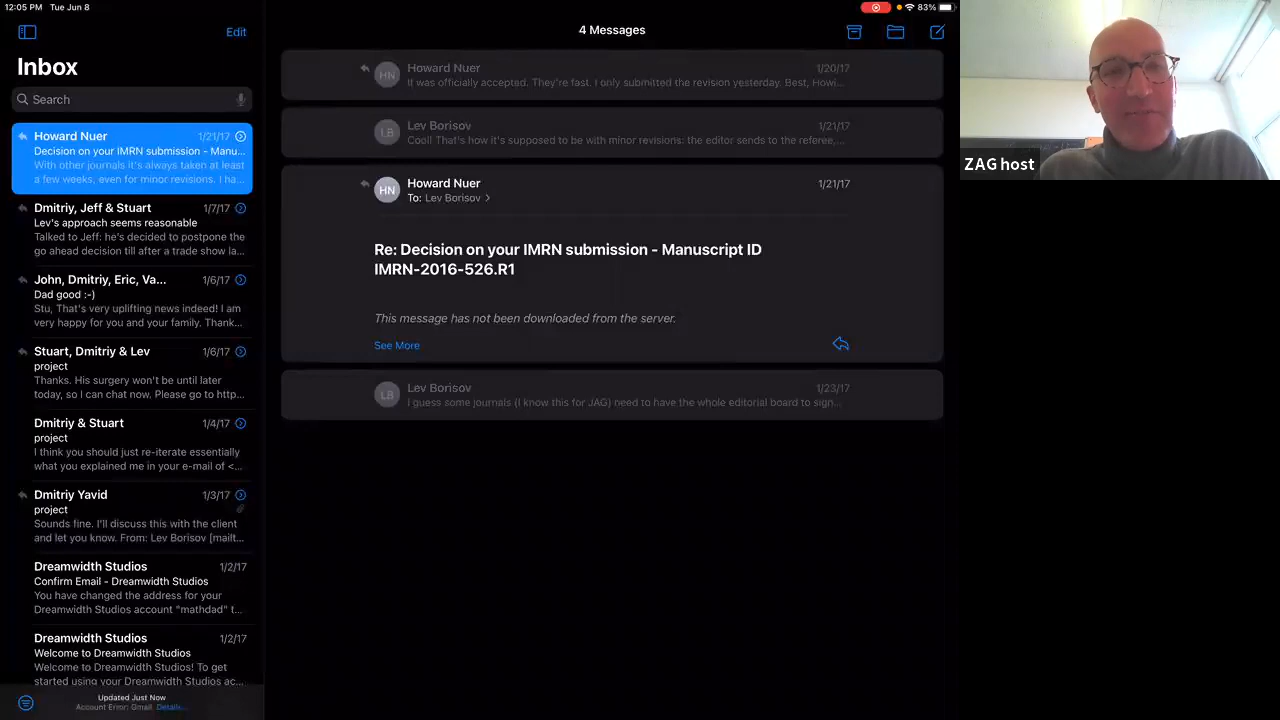 12:05 PM Tue Jun 8
83%
Edit
Inbox
Search
Howard Nuer 1/21/17
Decision on your IMRN submission - Manu...
With other journals it's always taken at least
a few weeks, even for minor revisions. I ha...
Dmitriy, Jeff & Stuart 1/7/17
Lev's approach seems reasonable
Talked to Jeff: he's decided to postpone the
go ahead decision till after a trade show la...
John, Dmitriy, Eric, Va... 1/6/17
Dad good :-)
Stu, That's very uplifting news indeed! I am
very happy for you and your family. Thank...
Stuart, Dmitriy & Lev 1/6/17
project
Thanks. His surgery won't be until later
today, so I can chat now. Please go to http...
Dmitriy & Stuart 1/4/17
project
I think you should just re-iterate essentially
what you explained me in your e-mail of <...
Dmitriy Yavid 1/3/17
project
Sounds fine. I'll discuss this with the client
and let you know. From: Lev Borisov [mailt...
Dreamwidth Studios 1/2/17
Confirm Email - Dreamwidth Studios
You have changed the address for your
Dreamwidth Studios account "mathdad" t...
Dreamwidth Studios 1/2/17
Welcome to Dreamwidth Studios
Welcome to Dreamwidth Studios! To get
started using your Dreamwidth Studios ac...
Updated Just Now
Account Error: Gmail Details...
4 Messages
HN Howard Nuer 1/20/17
It was officially accepted. They're fast. I only submitted the revision yesterday. Best, Howi...
LB Lev Borisov 1/21/17
Cool! That's how it's supposed to be with minor revisions: the editor sends to the referee,...
HN Howard Nuer 1/21/17
To: Lev Borisov >
Re: Decision on your IMRN submission - Manuscript ID
IMRN-2016-526.R1
This message has not been downloaded from the server.
See More
LB Lev Borisov 1/23/17
I guess some journals (I know this for JAG) need to have the whole editorial board to sign...
ZAG host